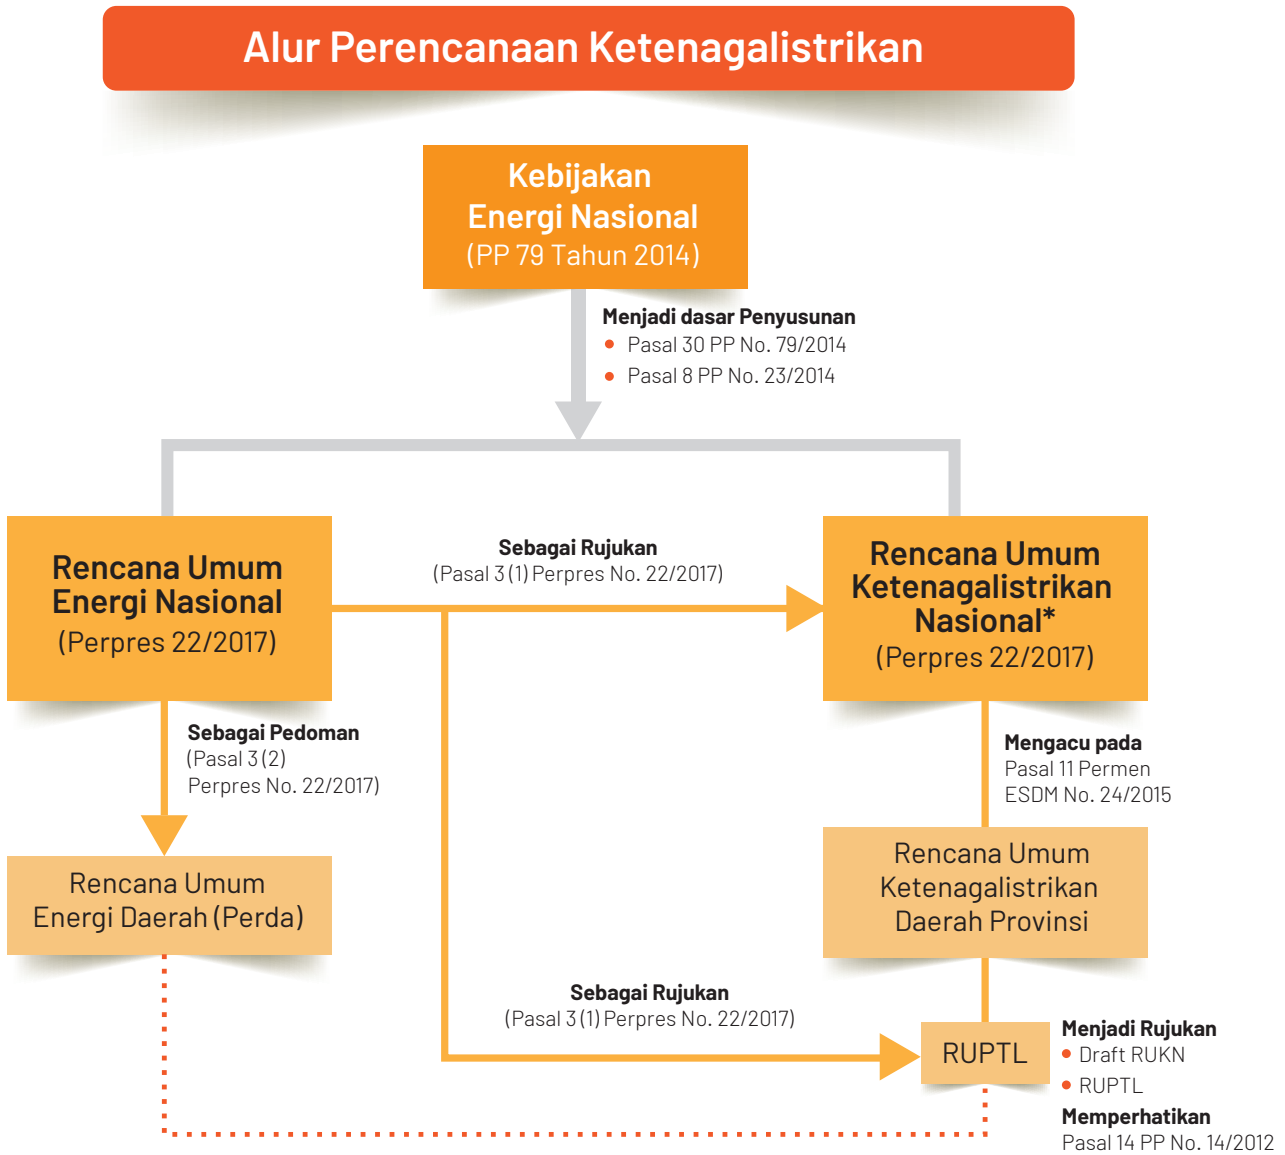 Alur Perencanaan Ketenagalistrikan
Kebijakan
Energi Nasional
(PP 79 Tahun 2014)
Menjadi dasar Penyusunan
Pasal 30 PP No. 79/2014
Pasal 8 PP No. 23/2014
Rencana Umum
Energi Nasional
(Perpres 22/2017)
Sebagai Rujukan
(Pasal 3 (1) Perpres No. 22/2017)
Rencana Umum
Ketenagalistrikan
Nasional*
(Perpres 22/2017)
Sebagai Pedoman
(Pasal 3 (2)
Perpres No. 22/2017)
Mengacu pada
Pasal 11 Permen
ESDM No. 24/2015
Rencana Umum
Energi Daerah (Perda)
Rencana Umum
Ketenagalistrikan
Daerah Provinsi
Sebagai Rujukan
(Pasal 3 (1) Perpres No. 22/2017)
RUPTL
Menjadi Rujukan
Draft RUKN
RUPTL
Memperhatikan
Pasal 14 PP No. 14/2012